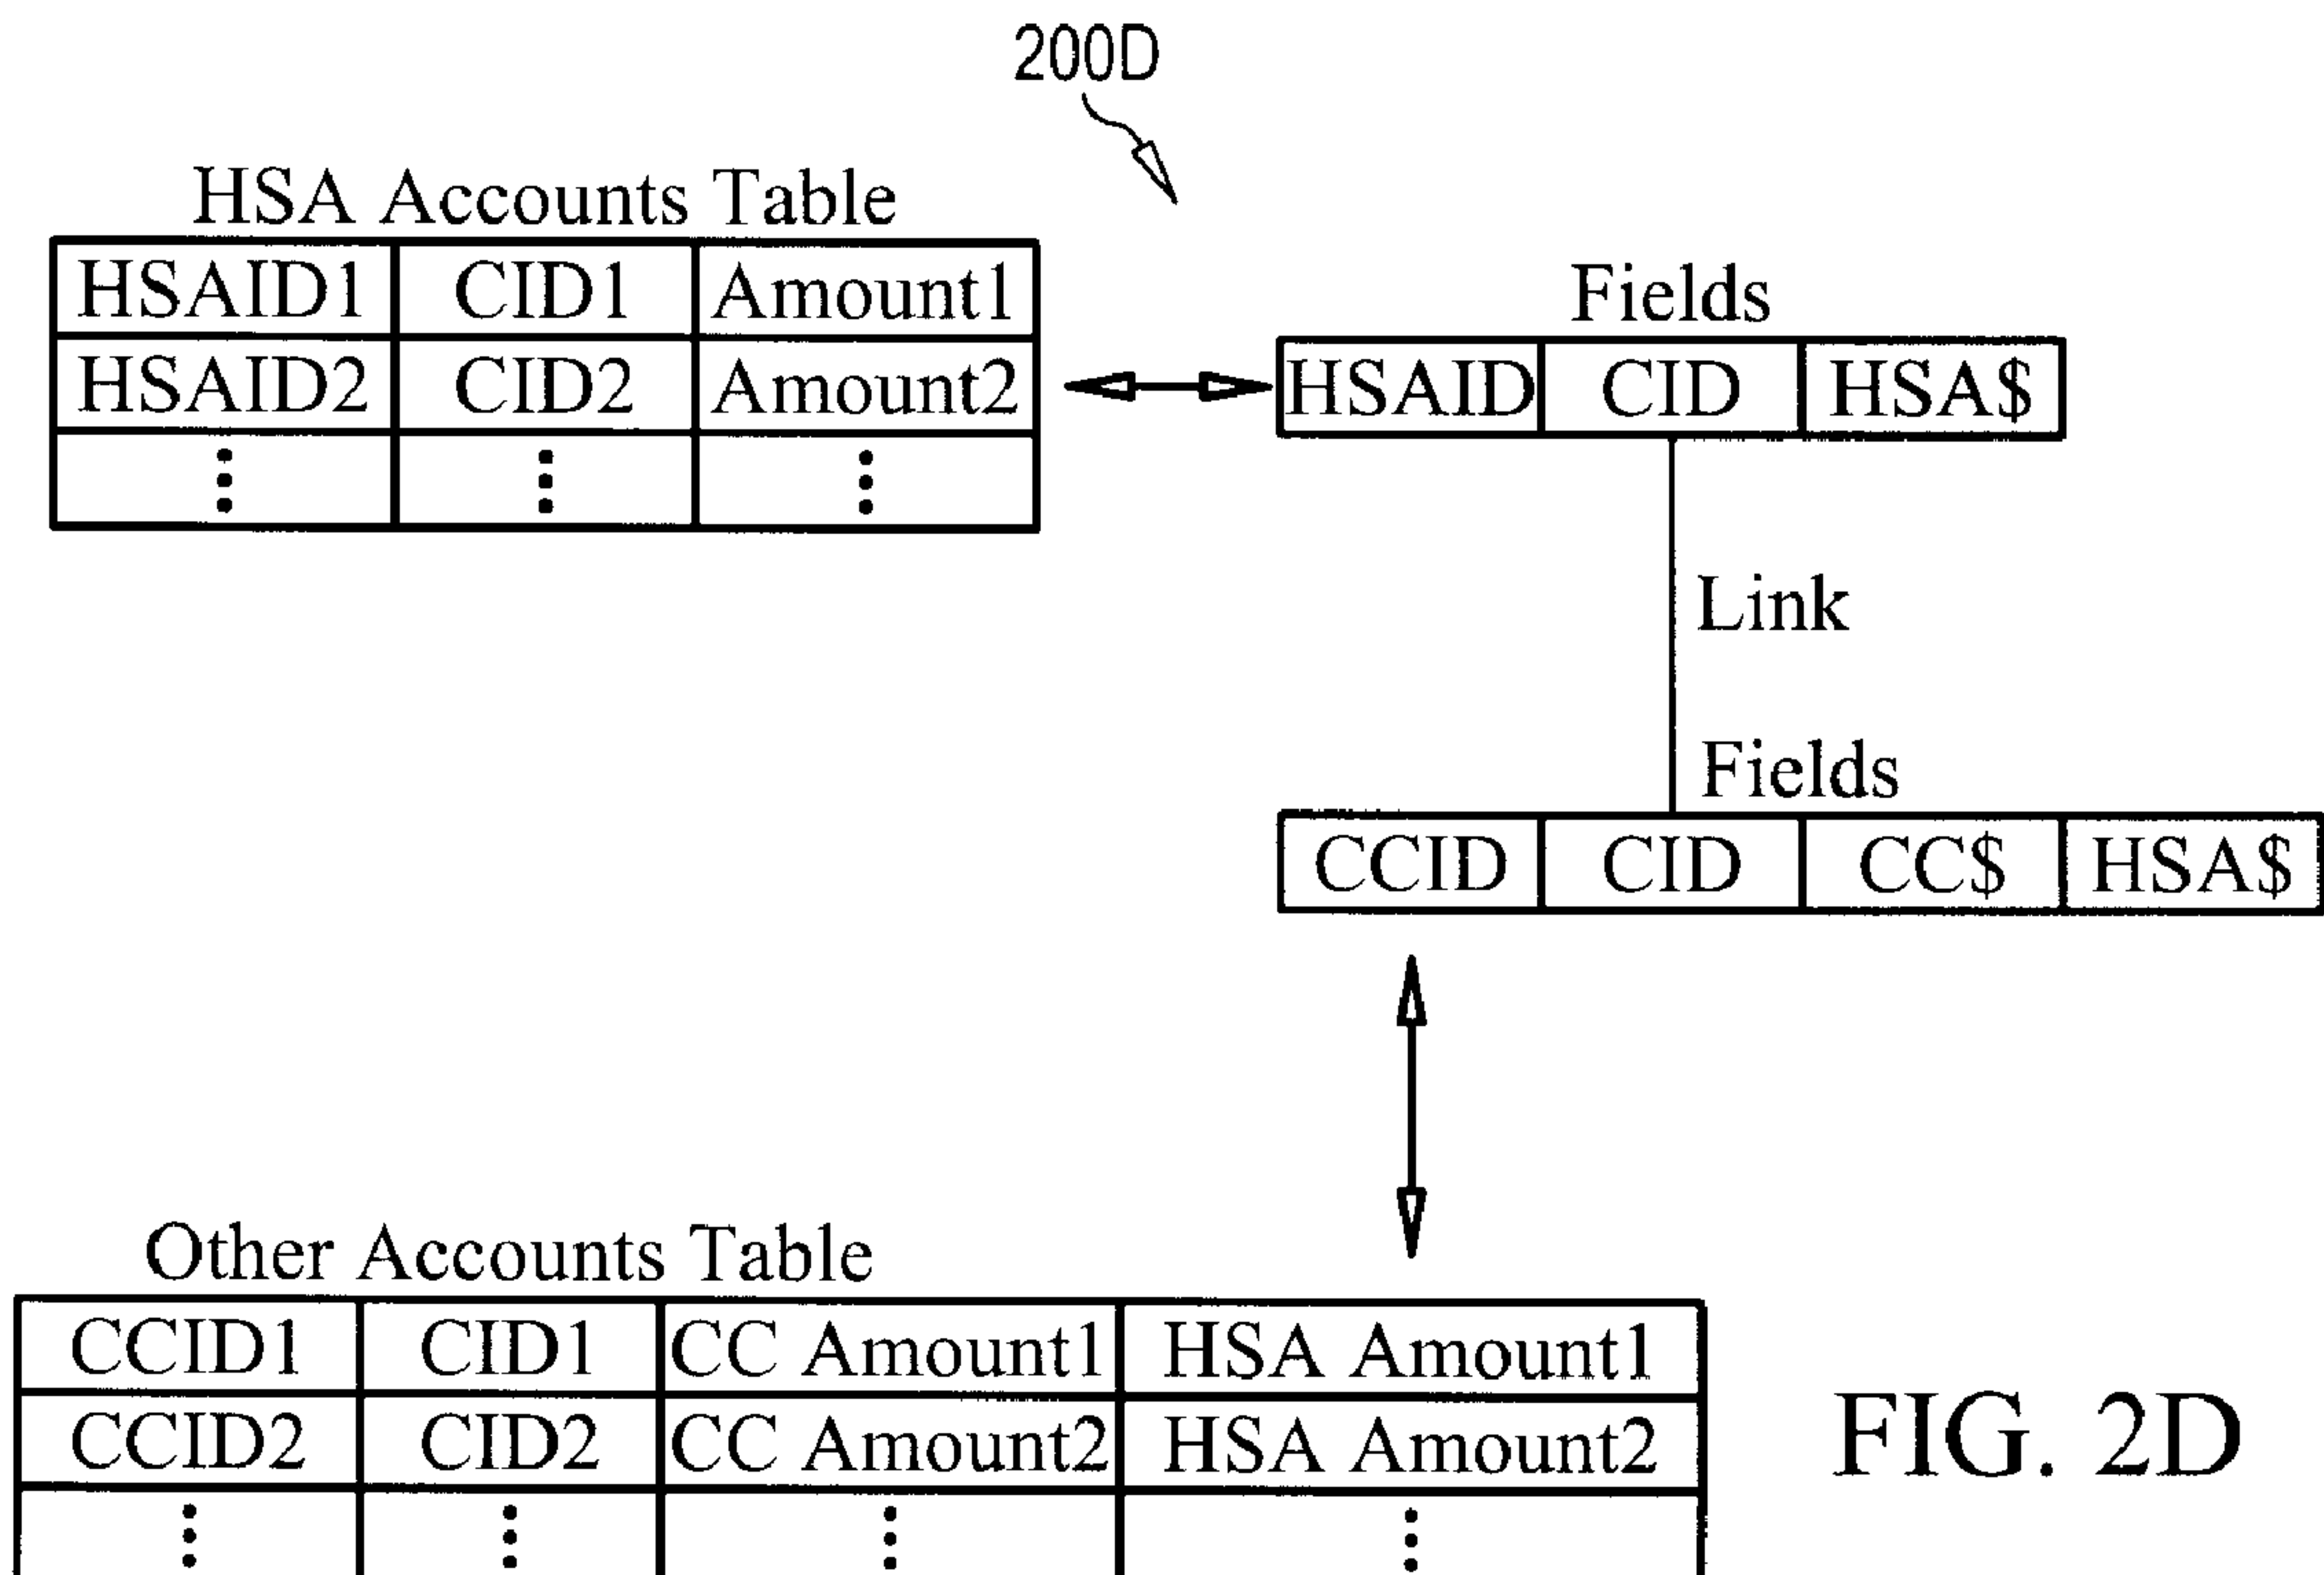 200D
HSA Accounts Table
HSAID1 CID1 Amount1
HSAID2 CID2 Amount2
Fields
HSAID CID HSA$
Link
Fields
CCID CID CC$ HSA$
Other Accounts Table
CCID1 CID1 CC Amount1 HSA Amount1
CCID2 CID2 CC Amount2 HSA Amount2
FIG. 2D